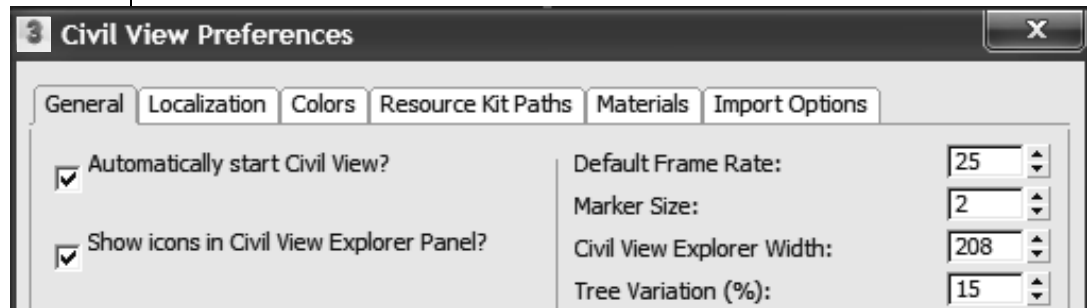 3 Civil View Preferences x
General Localization Colors Resource Kit Paths Materials Import Options
Automatically start Civil View? Default Frame Rate: 25
Marker Size: 2
Show icons in Civil View Explorer Panel? Civil View Explorer Width: 208
Tree Variation (%): 15